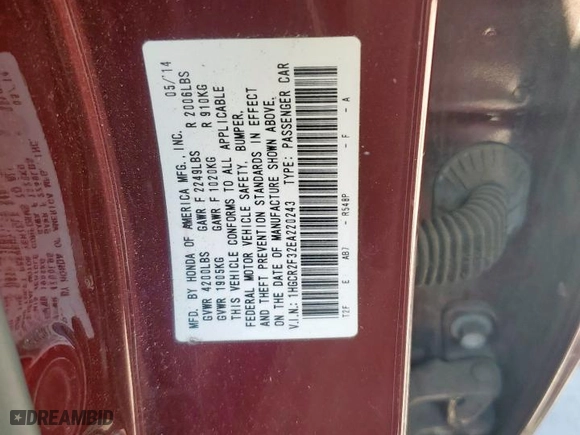 MFD. BY HONDA OF AMERICA MFG., INC. 05/14
GVWR 4200LBS GAWR F 2249LBS R 2006LBS
GVWR 1905KG GAWR F 1020KG R 910KG
THIS VEHICLE CONFORMS TO ALL APPLICABLE
FEDERAL MOTOR VEHICLE SAFETY, BUMPER,
AND THEFT PREVENTION STANDARDS IN EFFECT
ON THE DATE OF MANUFACTURE SHOWN ABOVE.
V.I.N.: 1HGCR2F32EA220243 TYPE: PASSENGER CAR
T2F E AB7 - R548P - F - A
DREAMBID